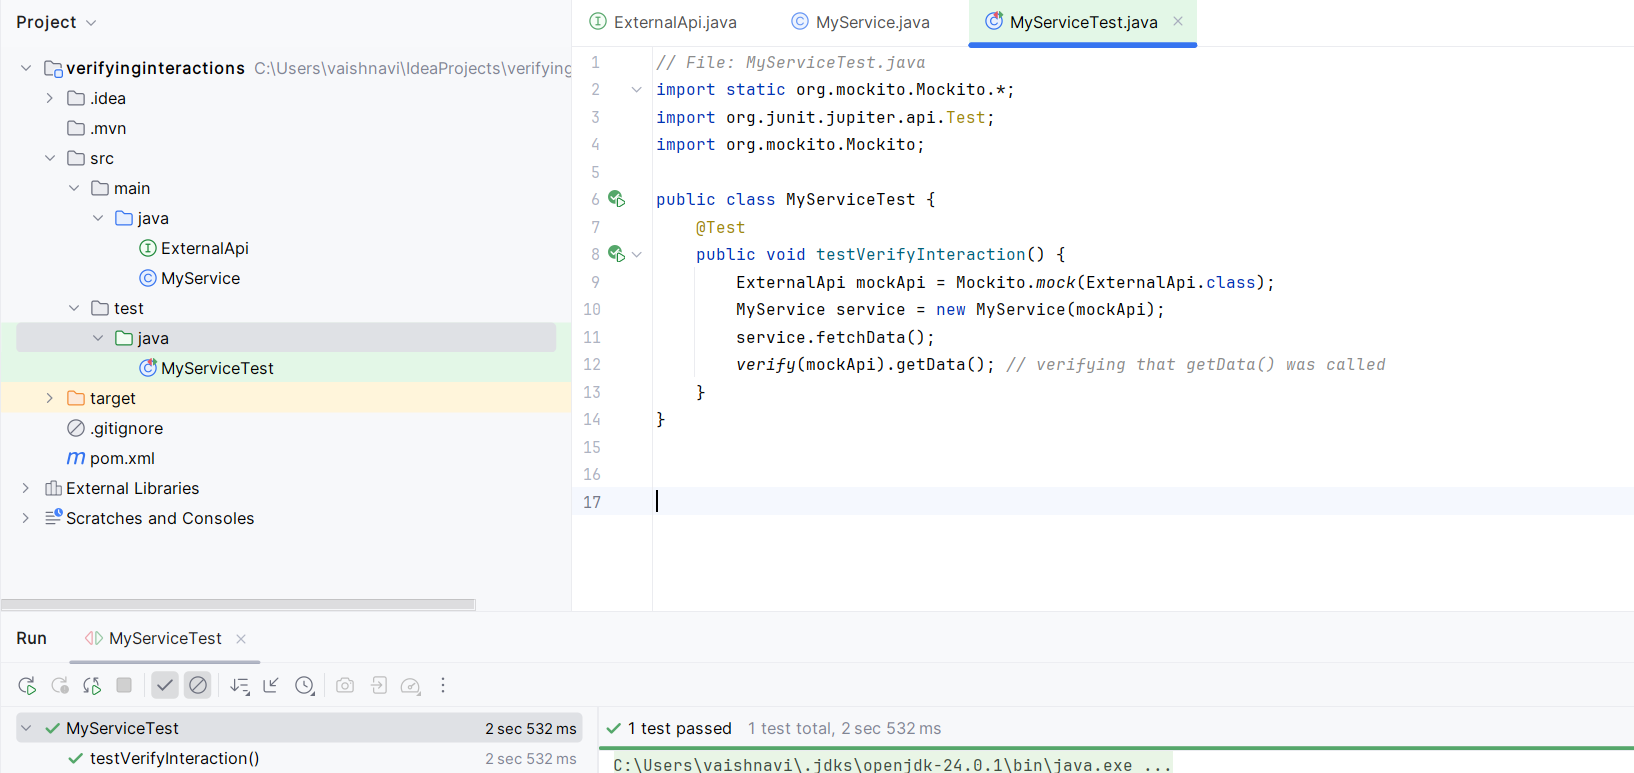 Project
ExternalApi.java
MyService.java
MyServiceTest.java
verifyinginteractions C:\Users\vaishnavi\IdeaProjects\verifying
.idea
.mvn
src
main
java
ExternalApi
MyService
test
java
MyServiceTest
target
.gitignore
pom.xml
External Libraries
Scratches and Consoles
1 // File: MyServiceTest.java
2 import static org.mockito.Mockito.*;
3 import org.junit.jupiter.api.Test;
4 import org.mockito.Mockito;
5
6 public class MyServiceTest {
7 @Test
8 public void testVerifyInteraction() {
9 ExternalApi mockApi = Mockito.mock(ExternalApi.class);
10 MyService service = new MyService(mockApi);
11 service.fetchData();
12 verify(mockApi).getData(); // verifying that getData() was called
13 }
14 }
15
16
17
Run MyServiceTest
MyServiceTest 2 sec 532 ms
testVerifyInteraction() 2 sec 532 ms
1 test passed 1 test total, 2 sec 532 ms
C:\Users\vaishnavi\.jdks\openjdk-24.0.1\bin\java.exe ...